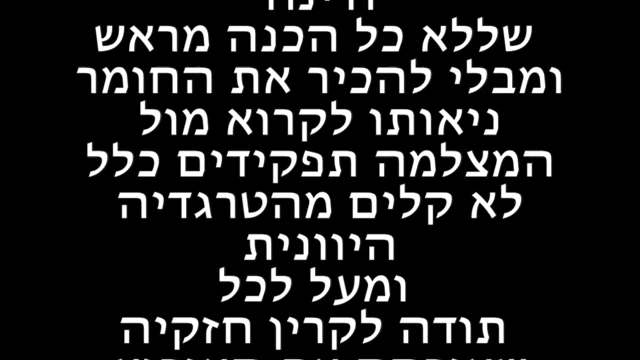 שללא כל הכנה מראש
ומבלי להכיר את החומר
ניאותו לקרוא מול
המצלמה תפקידים כלל
לא קלים מהטרגדיה
היוונית
ומעל לכל
תודה לקרין חזקיה